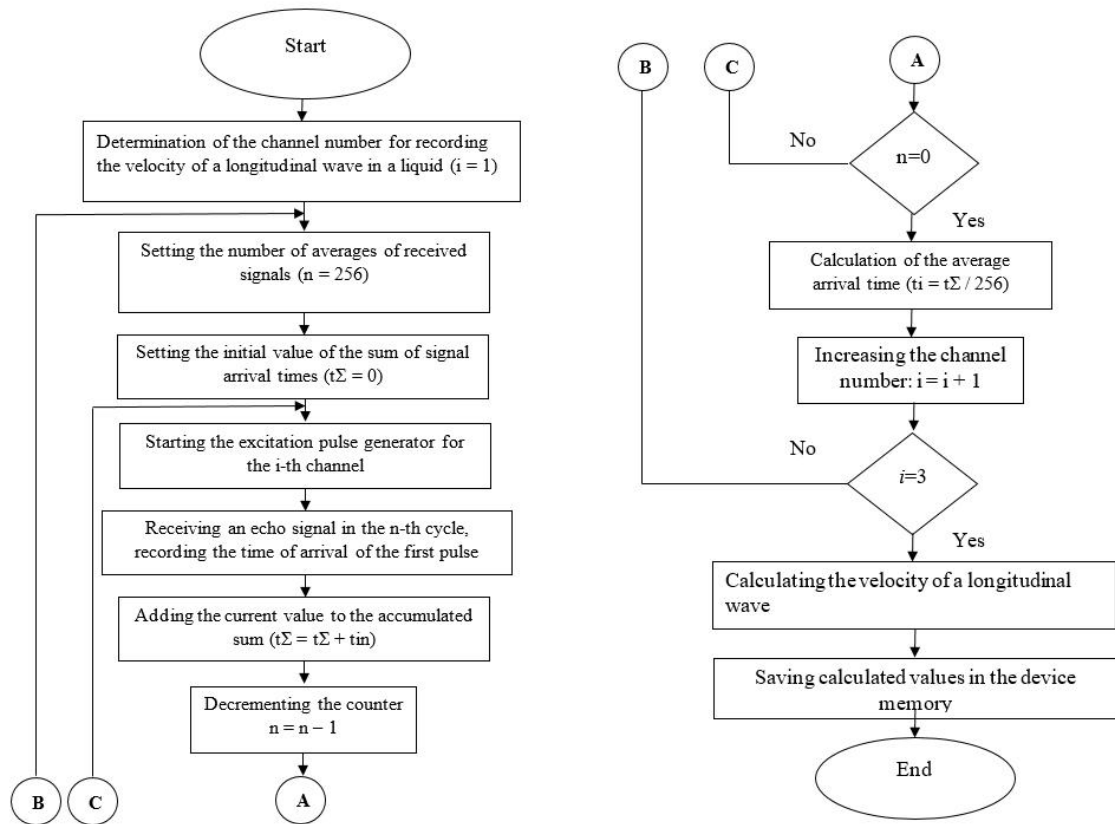 Start
Determination of the channel number for recording
the velocity of a longitudinal wave in a liquid (i = 1)
Setting the number of averages of received
signals (n = 256)
Setting the initial value of the sum of signal
arrival times (tΣ = 0)
Starting the excitation pulse generator for
the i-th channel
Receiving an echo signal in the n-th cycle,
recording the time of arrival of the first pulse
Adding the current value to the accumulated
sum (tΣ = tΣ + tin)
Decrementing the counter
n = n – 1
B
C
A
B
C
A
No
n=0
Yes
Calculation of the average
arrival time (ti = tΣ / 256)
Increasing the channel
number: i = i + 1
No
i=3
Yes
Calculating the velocity of a longitudinal
wave
Saving calculated values in the device
memory
End